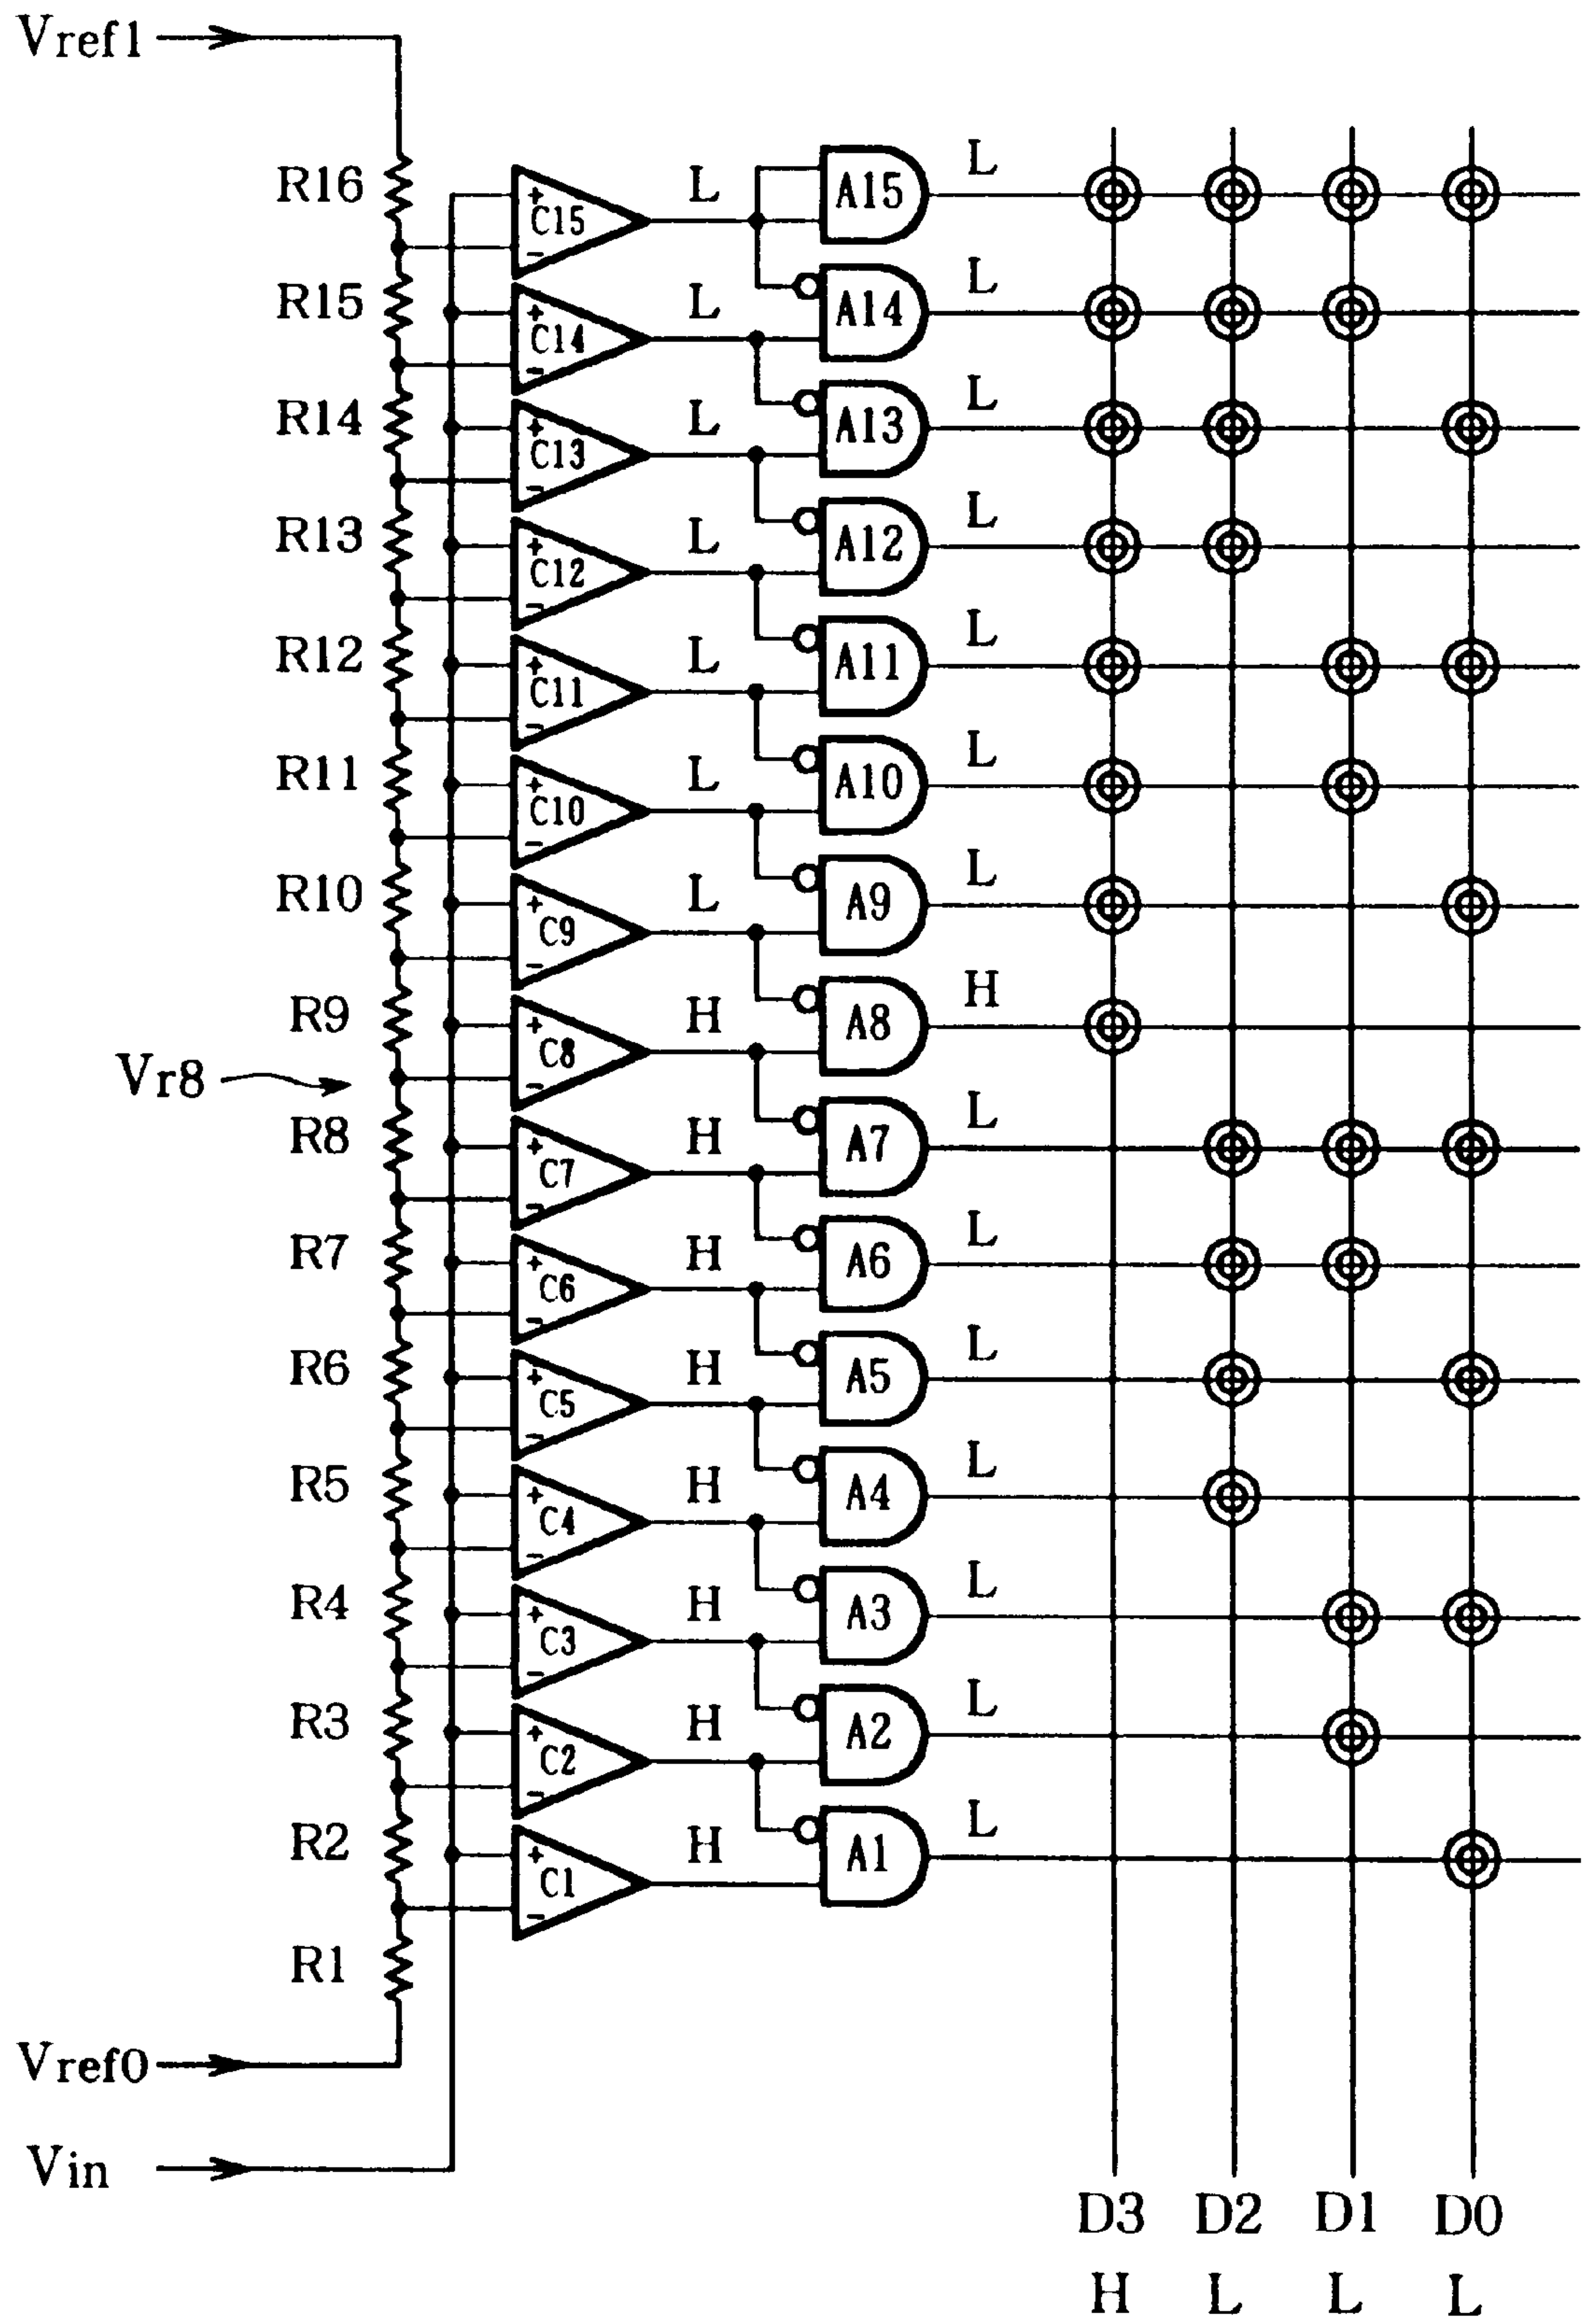 Vref1
R16 + C15 − L A15 L
R15 + C14 − L A14 L
R14 + C13 − L A13 L
R13 + C12 − L A12 L
R12 + C11 − L A11 L
R11 + C10 − L A10 L
R10 + C9 − L A9 L
R9 + C8 − H A8 H
Vr8
R8 + C7 − H A7 L
R7 + C6 − H A6 L
R6 + C5 − H A5 L
R5 + C4 − H A4 L
R4 + C3 − H A3 L
R3 + C2 − H A2 L
R2 + C1 − H A1 L
R1
Vref0
Vin
D3 D2 D1 D0
H L L L